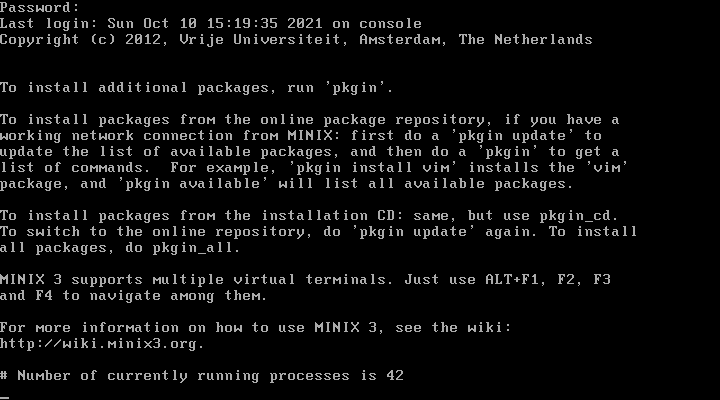 Password:
Last login: Sun Oct 10 15:19:35 2021 on console
Copyright (c) 2012, Vrije Universiteit, Amsterdam, The Netherlands
To install additional packages, run 'pkgin'.
To install packages from the online package repository, if you have a
working network connection from MINIX: first do a 'pkgin update' to
update the list of available packages, and then do a 'pkgin' to get a
list of commands.  For example, 'pkgin install vim' installs the 'vim'
package, and 'pkgin available' will list all available packages.
To install packages from the installation CD: same, but use pkgin_cd.
To switch to the online repository, do 'pkgin update' again. To install
all packages, do pkgin_all.
MINIX 3 supports multiple virtual terminals. Just use ALT+F1, F2, F3
and F4 to navigate among them.
For more information on how to use MINIX 3, see the wiki:
http://wiki.minix3.org.
# Number of currently running processes is 42